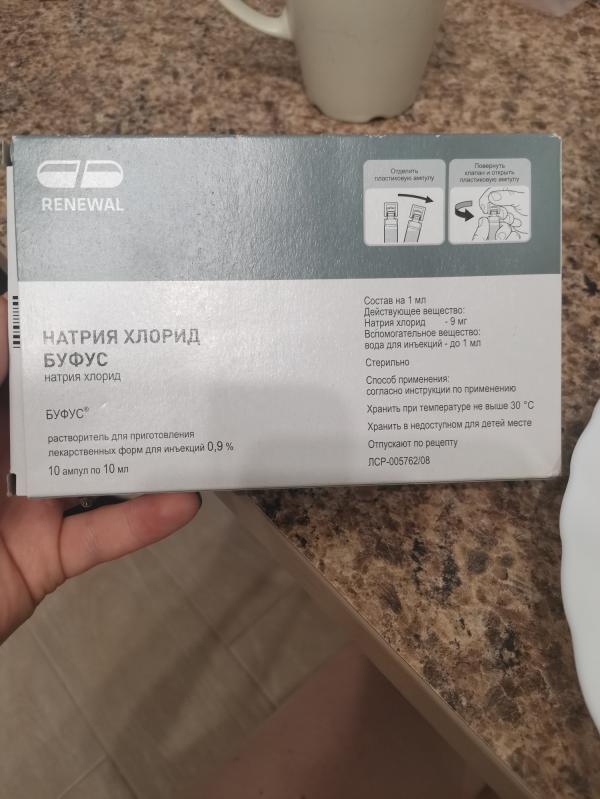 RENEWAL
Отделить
пластиковую ампулу
Повернуть
клапан и открыть
пластиковую ампулу
НАТРИЯ ХЛОРИД
БУФУС
натрия хлорид
БУФУС®
растворитель для приготовления
лекарственных форм для инъекций 0,9 %
10 ампул по 10 мл
Состав на 1 мл
Действующее вещество:
Натрия хлорид - 9 мг
Вспомогательное вещество:
вода для инъекций - до 1 мл
Стерильно
Способ применения:
согласно инструкции по применению
Хранить при температуре не выше 30 °С
Хранить в недоступном для детей месте
Отпускают по рецепту
ЛСР-005762/08